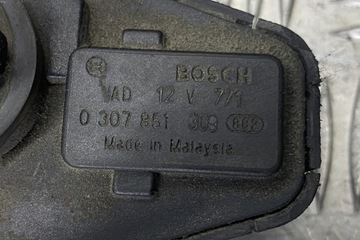 BOSCH
VAD 12 V 7/1
0 307 851 309
Made in Malaysia